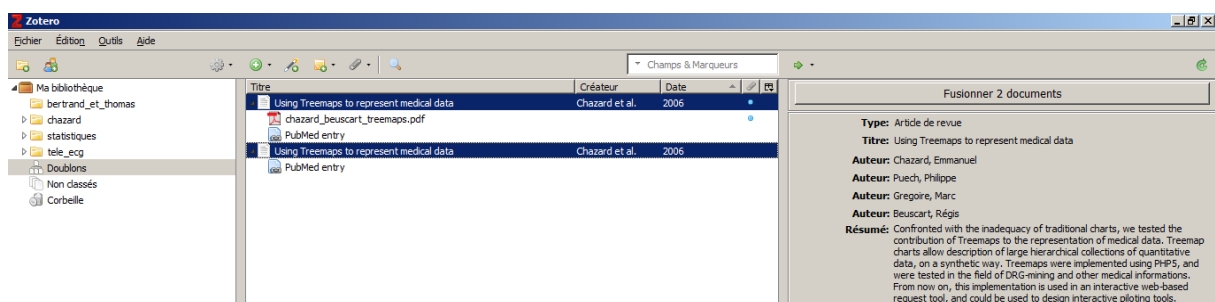 Zotero
Fichier Édition Outils Aide
Champs & Marqueurs
Ma bibliothèque
bertrand_et_thomas
chazard
statistiques
tele_ecg
Doublons
Non classés
Corbeille
Titre Créateur Date
Using Treemaps to represent medical data Chazard et al. 2006
chazard_beuscart_treemaps.pdf
PubMed entry
Using Treemaps to represent medical data Chazard et al. 2006
PubMed entry
Fusionner 2 documents
Type: Article de revue
Titre: Using Treemaps to represent medical data
Auteur: Chazard, Emmanuel
Auteur: Puech, Philippe
Auteur: Gregoire, Marc
Auteur: Beuscart, Régis
Résumé: Confronted with the inadequacy of traditional charts, we tested the
contribution of Treemaps to the representation of medical data. Treemap
charts allow description of large hierarchical collections of quantitative
data, on a synthetic way. Treemaps were implemented using PHP5, and
were tested in the field of DRG-mining and other medical informations.
From now on, this implementation is used in an interactive web-based
request tool, and could be used to design interactive piloting tools.